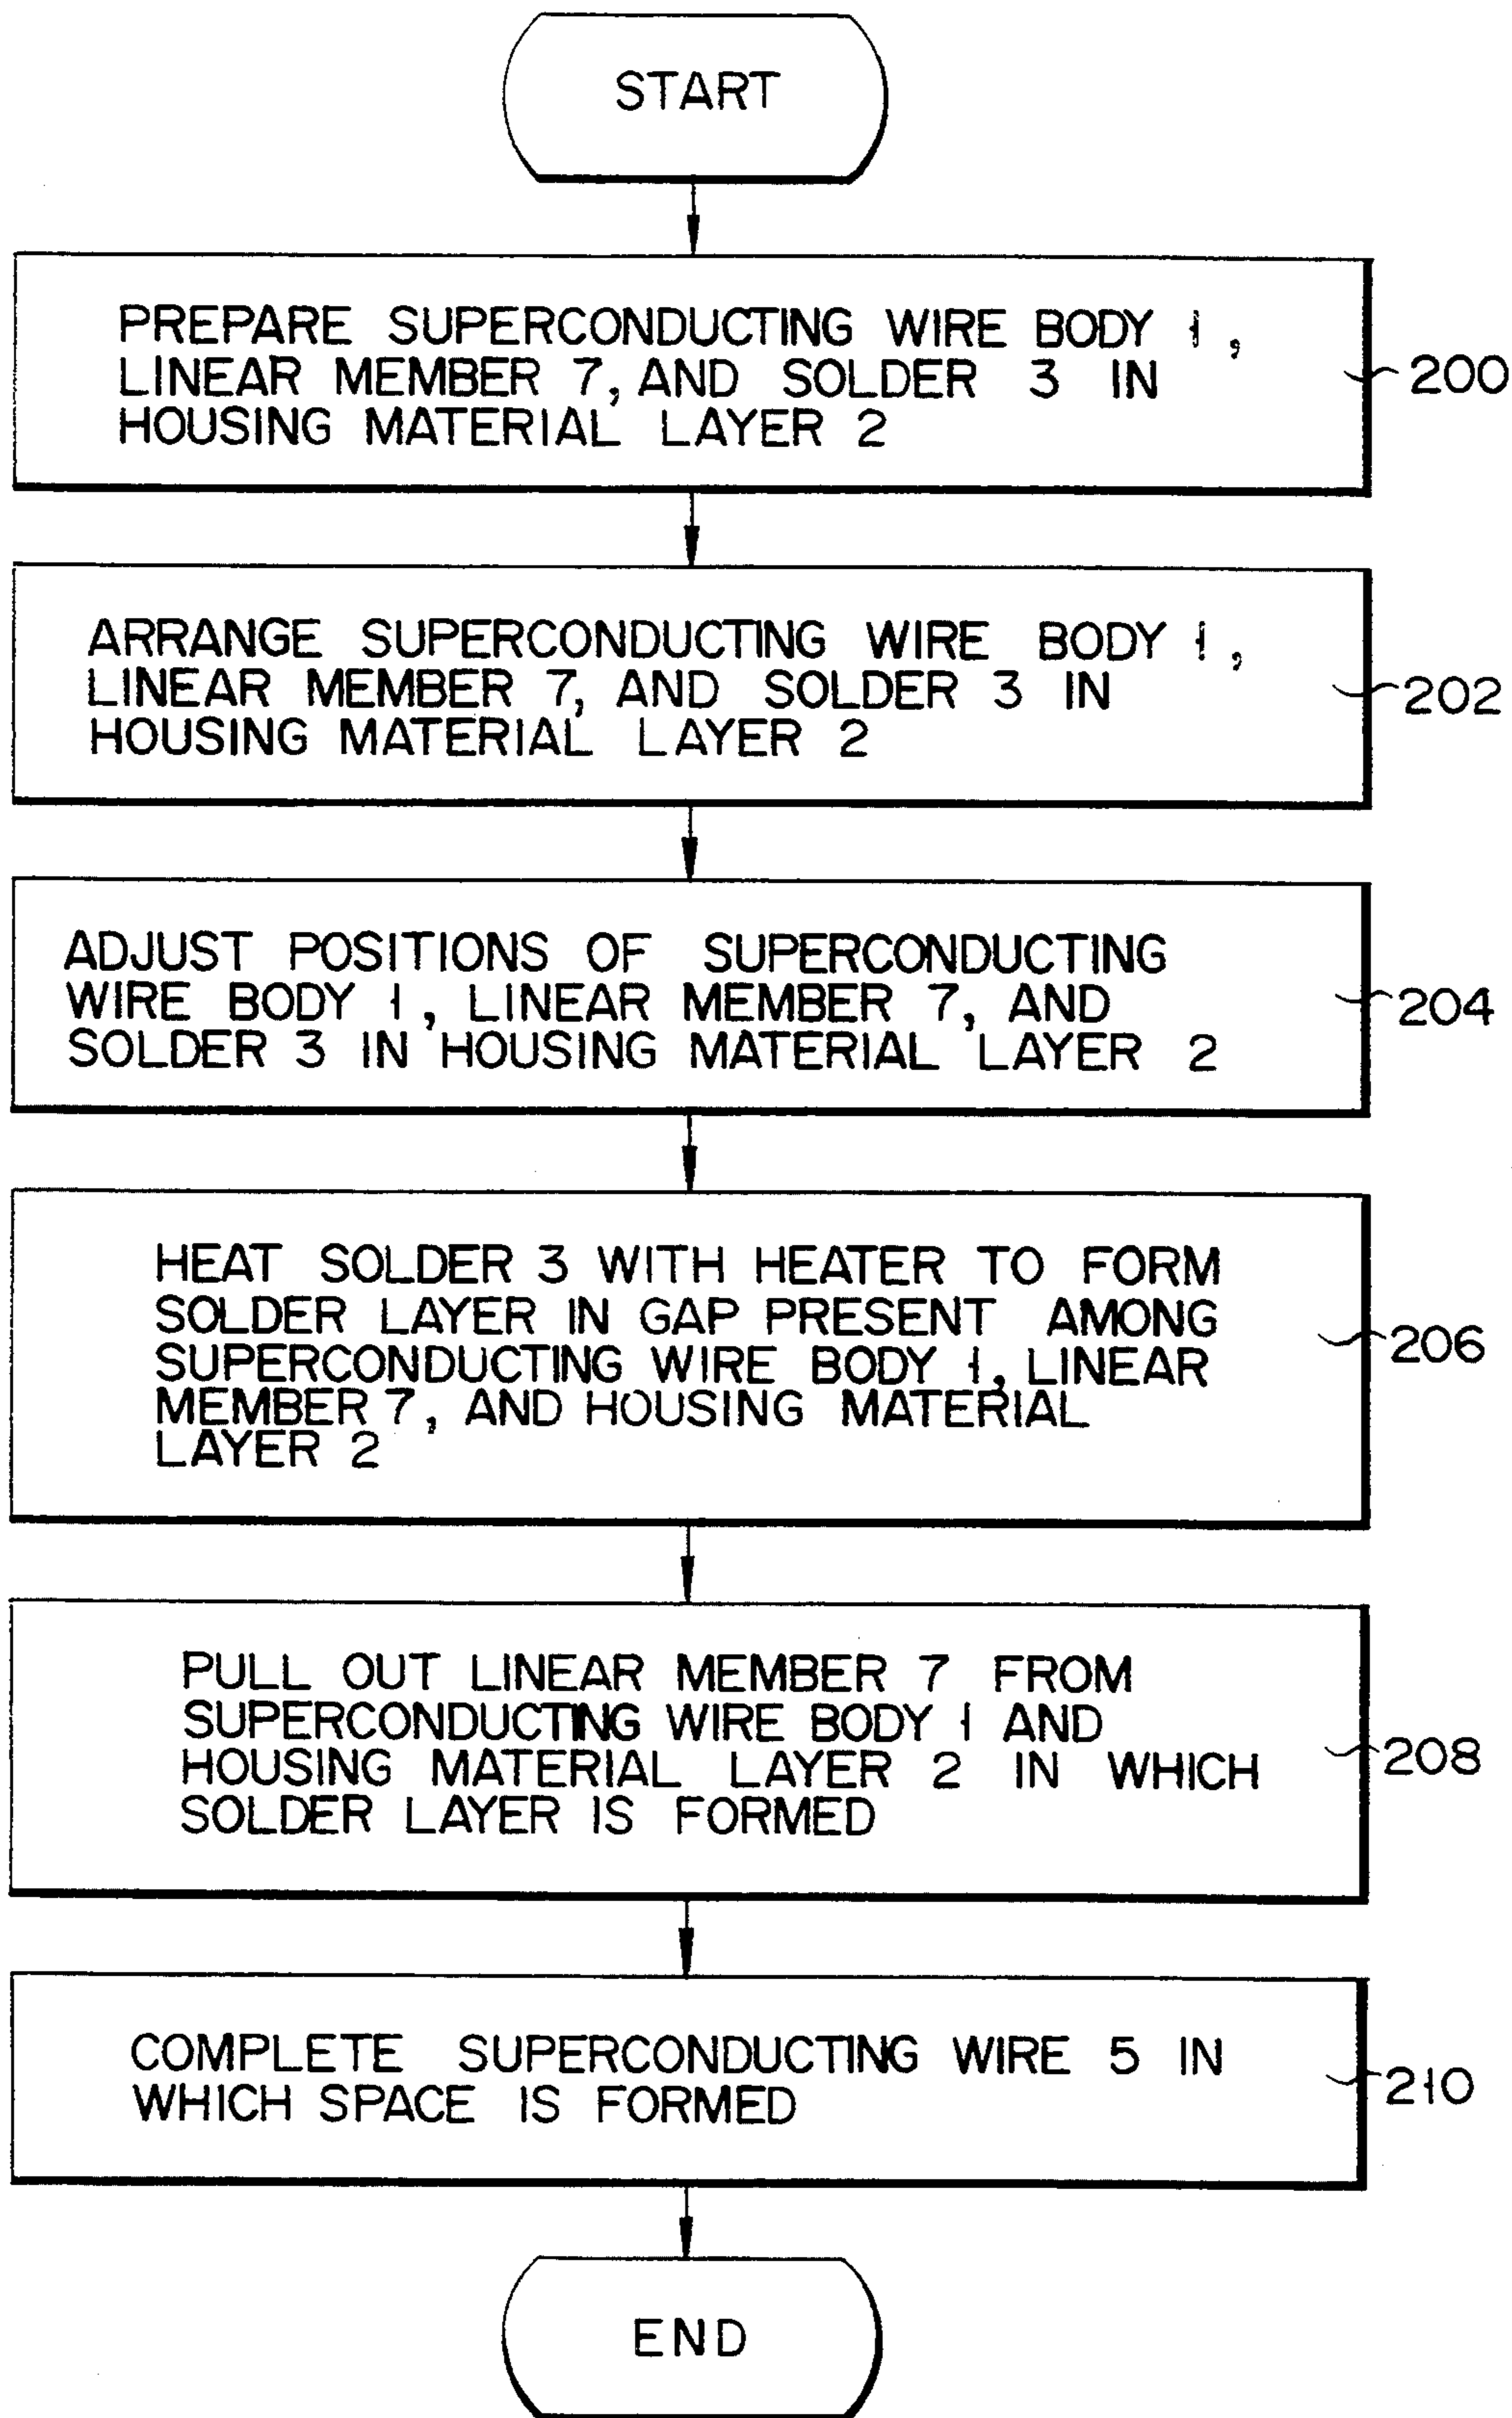 START
PREPARE SUPERCONDUCTING WIRE BODY 1,
LINEAR MEMBER 7, AND SOLDER 3 IN
HOUSING MATERIAL LAYER 2
200
ARRANGE SUPERCONDUCTING WIRE BODY 1,
LINEAR MEMBER 7, AND SOLDER 3 IN
HOUSING MATERIAL LAYER 2
202
ADJUST POSITIONS OF SUPERCONDUCTING
WIRE BODY 1, LINEAR MEMBER 7, AND
SOLDER 3 IN HOUSING MATERIAL LAYER 2
204
HEAT SOLDER 3 WITH HEATER TO FORM
SOLDER LAYER IN GAP PRESENT AMONG
SUPERCONDUCTING WIRE BODY 1, LINEAR
MEMBER 7, AND HOUSING MATERIAL
LAYER 2
206
PULL OUT LINEAR MEMBER 7 FROM
SUPERCONDUCTING WIRE BODY 1 AND
HOUSING MATERIAL LAYER 2 IN WHICH
SOLDER LAYER IS FORMED
208
COMPLETE SUPERCONDUCTING WIRE 5 IN
WHICH SPACE IS FORMED
210
END